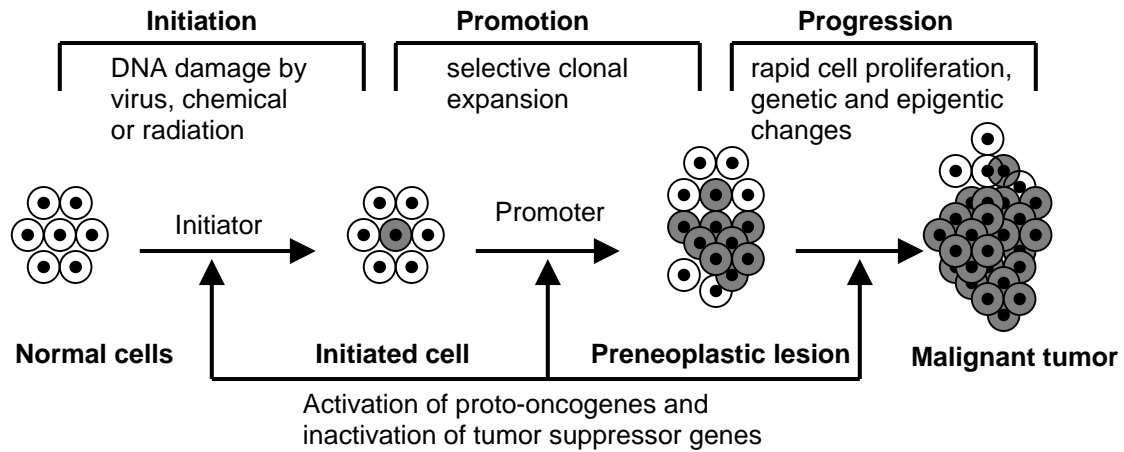 Initiation
Promotion
Progression
DNA damage by
virus, chemical
or radiation
selective clonal
expansion
rapid cell proliferation,
genetic and epigentic
changes
Initiator
Promoter
Normal cells
Initiated cell
Preneoplastic lesion
Malignant tumor
Activation of proto-oncogenes and
inactivation of tumor suppressor genes